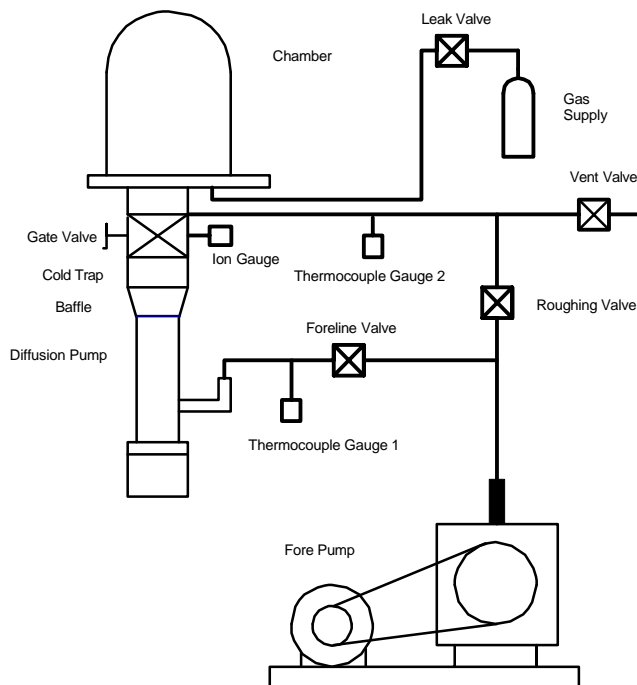 Leak Valve
Chamber
Gas
Supply
Vent Valve
Gate Valve
Ion Gauge
Thermocouple Gauge 2
Cold Trap
Baffle
Roughing Valve
Foreline Valve
Diffusion Pump
Thermocouple Gauge 1
Fore Pump